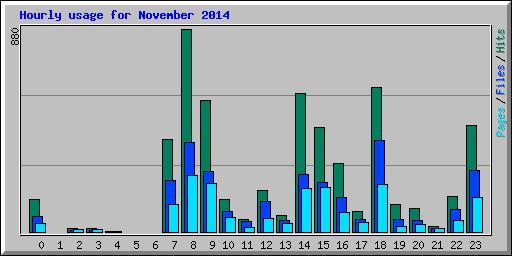 Hourly usage for November 2014
880
Pages / Files / Hits
0 1 2 3 4 5 6 7 8 9 10 11 12 13 14 15 16 17 18 19 20 21 22 23